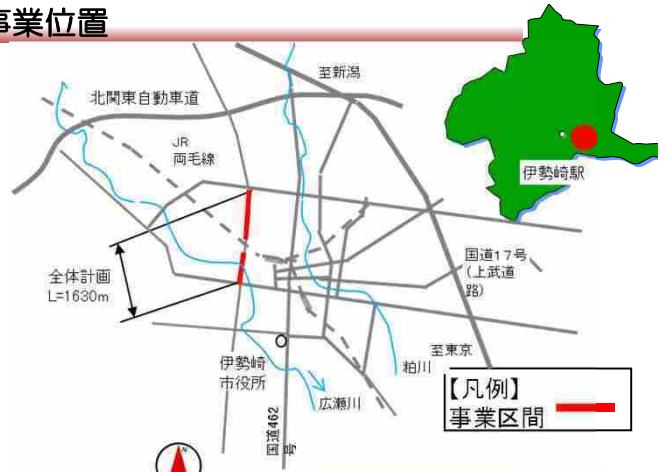 事業位置
至新潟
北関東自動車道
JR
両毛線
伊勢崎駅
国道17号
(上武道
路)
全体計画
L=1630m
至東京
伊勢崎
市役所
粕川
広瀬川
国道462
号
【凡例】
事業区間